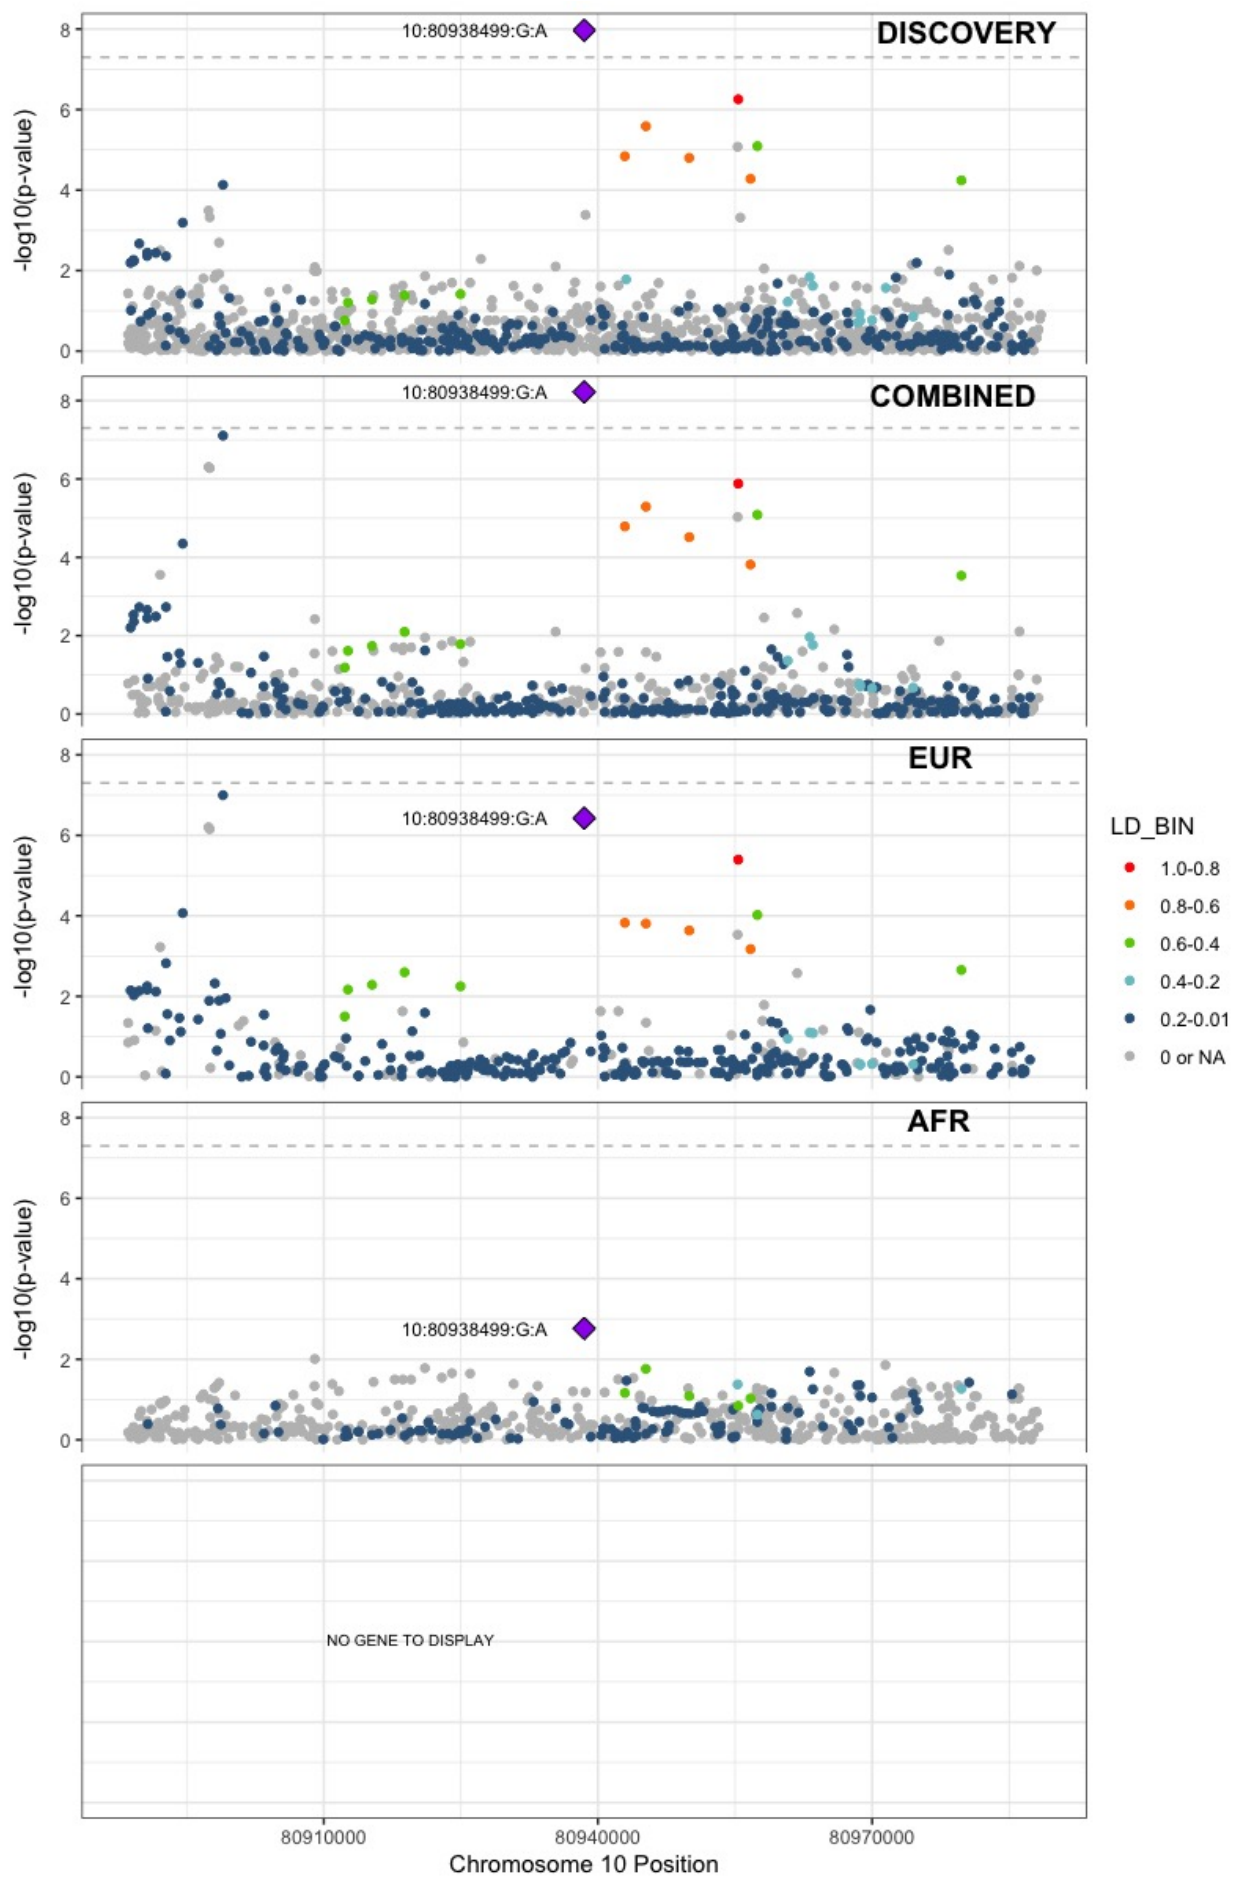 DISCOVERY
10:80938499:G:A
-log10(p-value)
8
6
4
2
0
COMBINED
10:80938499:G:A
-log10(p-value)
8
6
4
2
0
EUR
10:80938499:G:A
-log10(p-value)
8
6
4
2
0
AFR
10:80938499:G:A
-log10(p-value)
8
6
4
2
0
LD_BIN
1.0-0.8
0.8-0.6
0.6-0.4
0.4-0.2
0.2-0.01
0 or NA
NO GENE TO DISPLAY
80910000 80940000 80970000
Chromosome 10 Position